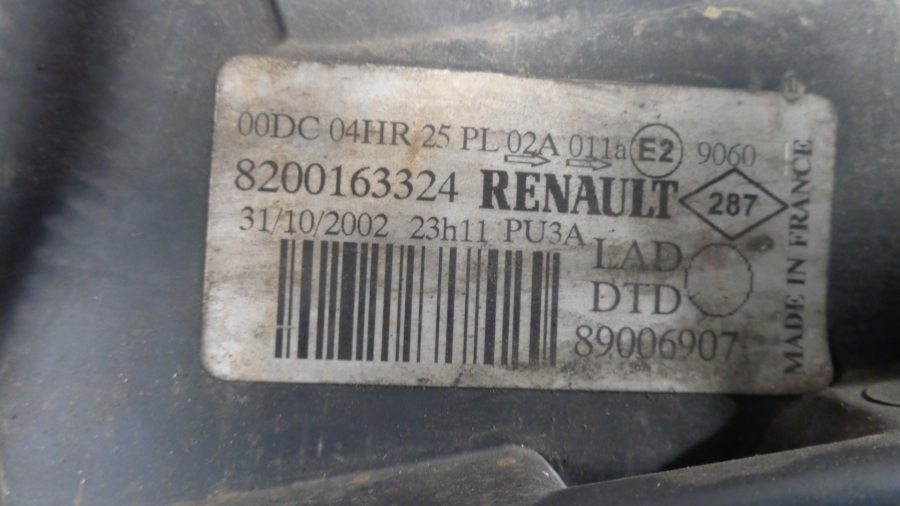 00DC 04HR 25 PL 02A 011a E2 9060
8200163324 RENAULT 287
31/10/2002 23h11 PU3A
LAD
DTD
89006907
MADE IN FRANCE